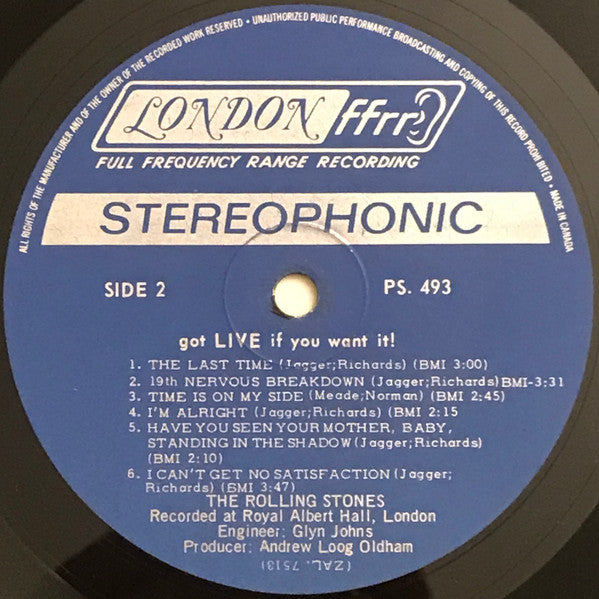 ALL RIGHTS OF THE MANUFACTURER AND OF THE OWNER OF THE RECORDED WORK RESERVED • UNAUTHORIZED PUBLIC PERFORMANCE BROADCASTING AND COPYING OF THIS RECORD PROHIBITED • MADE IN CANADA
LONDON ffrr
FULL FREQUENCY RANGE RECORDING
STEREOPHONIC
SIDE 2 PS. 493
got LIVE if you want it!
1. THE LAST TIME (Jagger;Richards) (BMI 3:00)
2. 19th NERVOUS BREAKDOWN (Jagger;Richards) BMI-3:31
3. TIME IS ON MY SIDE (Meade;Norman) (BMI 2:45)
4. I'M ALRIGHT (Jagger;Richards) (BMI 2:15
5. HAVE YOU SEEN YOUR MOTHER, BABY,
STANDING IN THE SHADOW (Jagger;Richards)
(BMI 2:10)
6. I CAN'T GET NO SATISFACTION (Jagger;
Richards) (BMI 3:47)
THE ROLLING STONES
Recorded at Royal Albert Hall, London
Engineer: Glyn Johns
Producer: Andrew Loog Oldham
(ZAL. 7513)